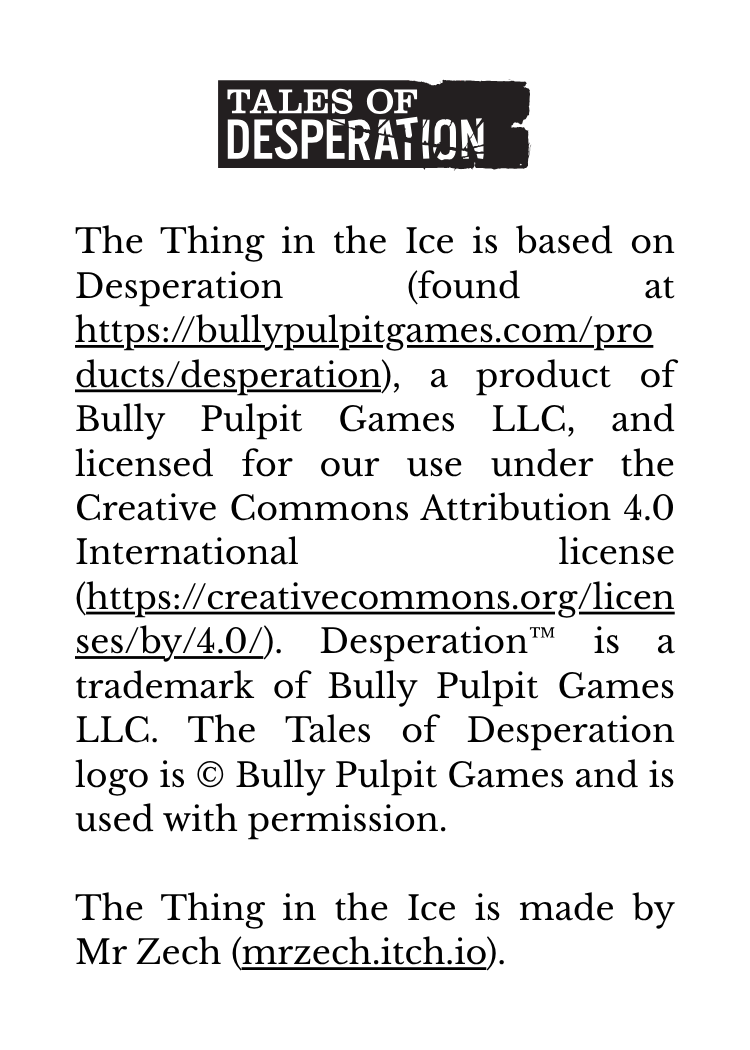 TALES OF
DESPERATION
The Thing in the Ice is based on
Desperation (found at
https://bullypulpitgames.com/pro
ducts/desperation), a product of
Bully Pulpit Games LLC, and
licensed for our use under the
Creative Commons Attribution 4.0
International license
(https://creativecommons.org/licen
ses/by/4.0/). Desperation™ is a
trademark of Bully Pulpit Games
LLC. The Tales of Desperation
logo is © Bully Pulpit Games and is
used with permission.
The Thing in the Ice is made by
Mr Zech (mrzech.itch.io).